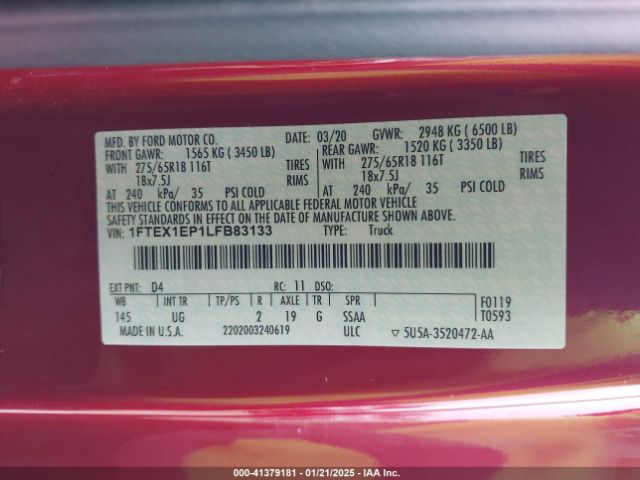 MFD. BY FORD MOTOR CO. DATE: 03/20 GVWR: 2948 KG ( 6500 LB)
FRONT GAWR: 1565 KG ( 3450 LB) REAR GAWR: 1520 KG ( 3350 LB)
WITH 275/65R18 116T TIRES WITH 275/65R18 116T TIRES
18x7.5J RIMS 18x7.5J RIMS
AT 240 kPa/ 35 PSI COLD AT 240 kPa/ 35 PSI COLD
THIS VEHICLE CONFORMS TO ALL APPLICABLE FEDERAL MOTOR VEHICLE
SAFETY STANDARDS IN EFFECT ON THE DATE OF MANUFACTURE SHOWN ABOVE.
VIN: 1FTEX1EP1LFB83133 TYPE: Truck
EXT PNT: D4 RC: 11 DSO:
WB INT TR TP/PS R AXLE TR SPR F0119
145 UG 2 19 G SSAA T0593
MADE IN U.S.A. 2202003240619 ULC ▽ 5U5A-3520472-AA
000-41379181 - 01/21/2025 - IAA Inc.